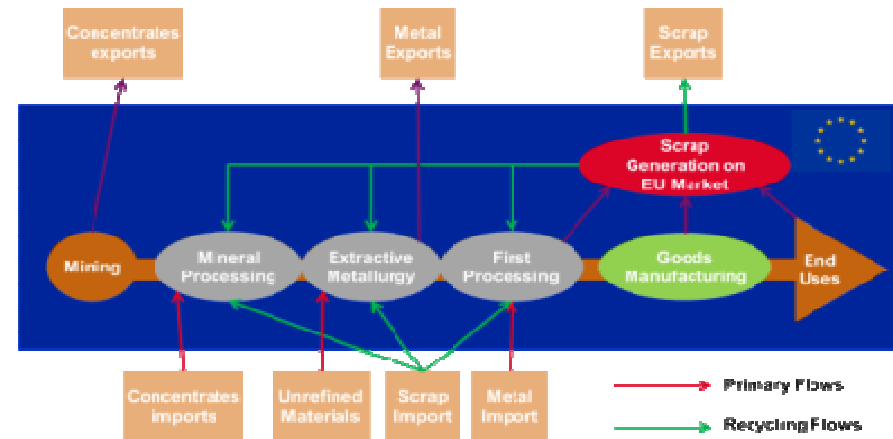 Concentrales
exports
Metal
Exports
Scrap
Exports
Scrap
Generation on
EU Market
Mining
Mineral
Processing
Extractive
Metallurgy
First
Processing
Goods
Manufacturing
End
Uses
Concentrates
imports
Unrefined
Materials
Scrap
Import
Metal
Import
Primary Flows
Recycling Flows